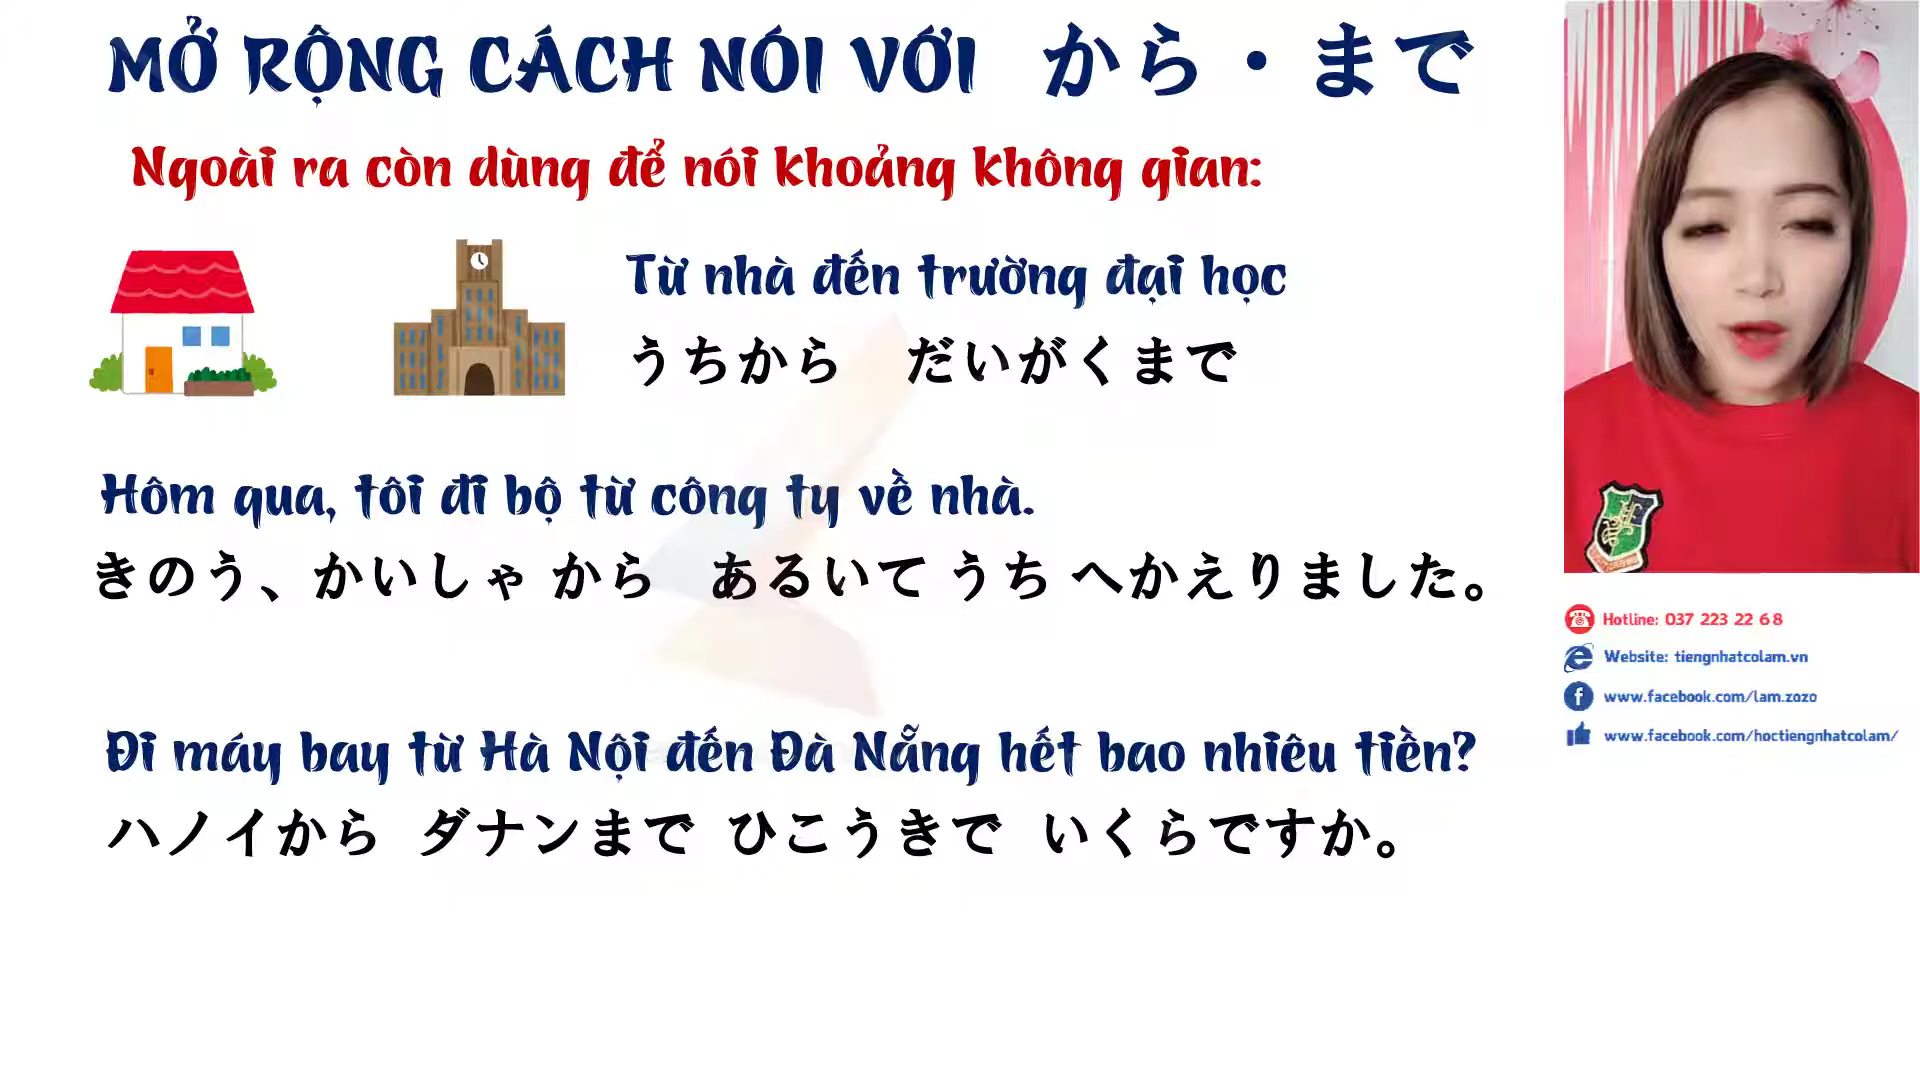 MỞ RỘNG CÁCH NÓI VỚI から・まで
Ngoài ra còn dùng để nói khoảng không gian:
Từ nhà đến trường đại học
うちから だいがくまで
Hôm qua, tôi đi bộ từ công ty về nhà.
きのう、かいしゃ から あるいて うち へかえりました。
Đi máy bay từ Hà Nội đến Đà Nẵng hết bao nhiêu tiền?
ハノイから ダナンまで ひこうきで いくらですか。
Hotline: 037 223 22 68
Website: tiengnhatcolam.vn
www.facebook.com/lam.zozo
www.facebook.com/hoctiengnhatcolam/